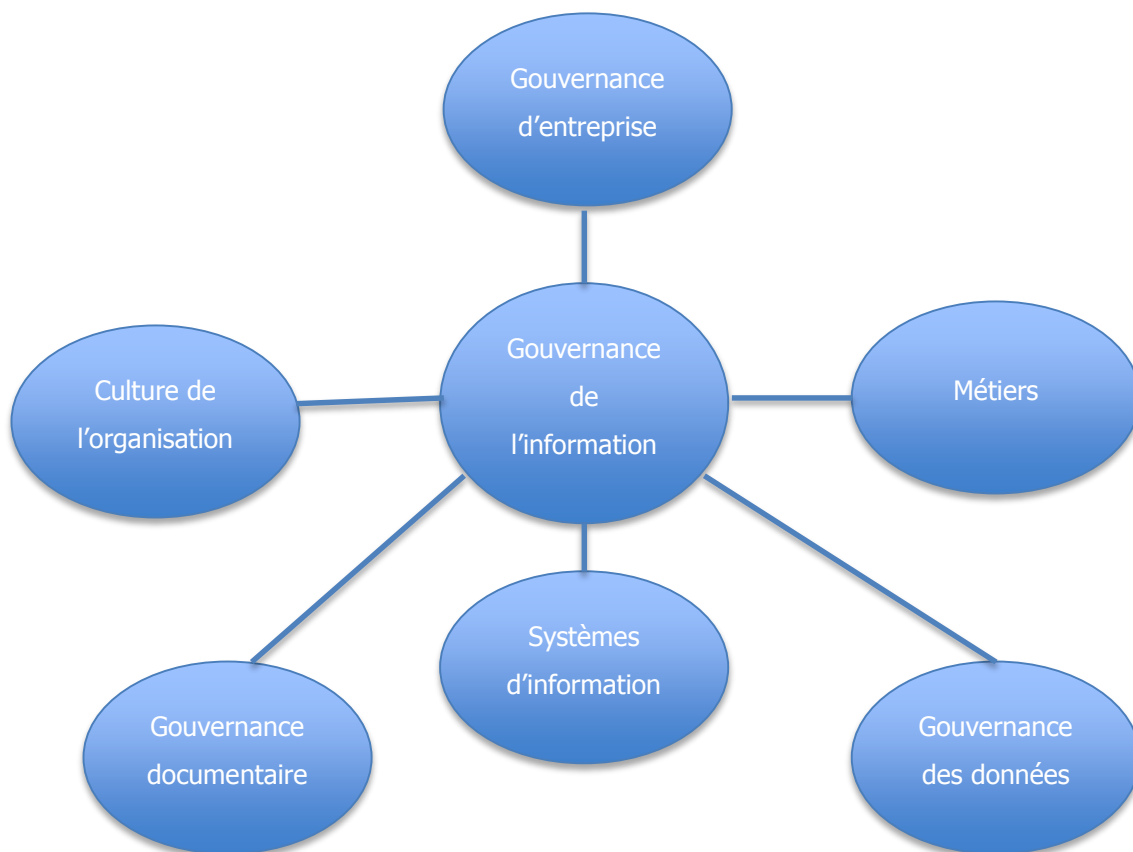 Gouvernance
d’entreprise
Gouvernance
de
l’information
Culture de
l’organisation
Métiers
Systèmes
d’information
Gouvernance
documentaire
Gouvernance
des données